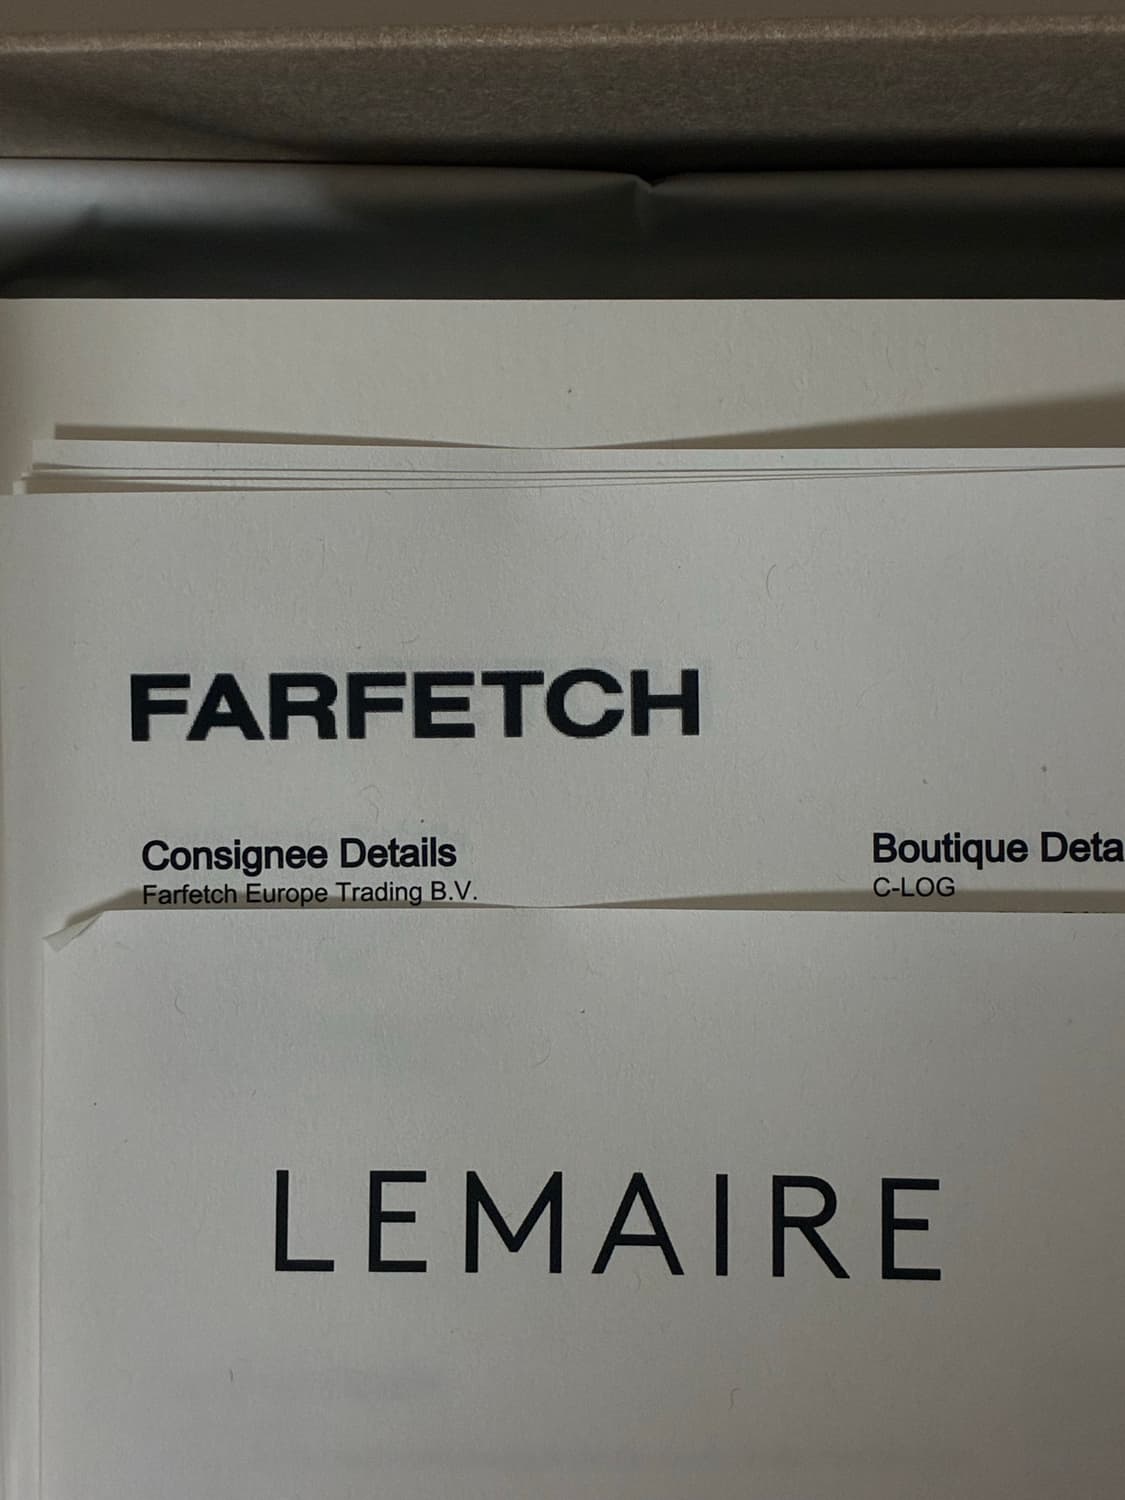 FARFETCH
Consignee Details
Farfetch Europe Trading B.V.
Boutique Deta
C-LOG
LEMAIRE